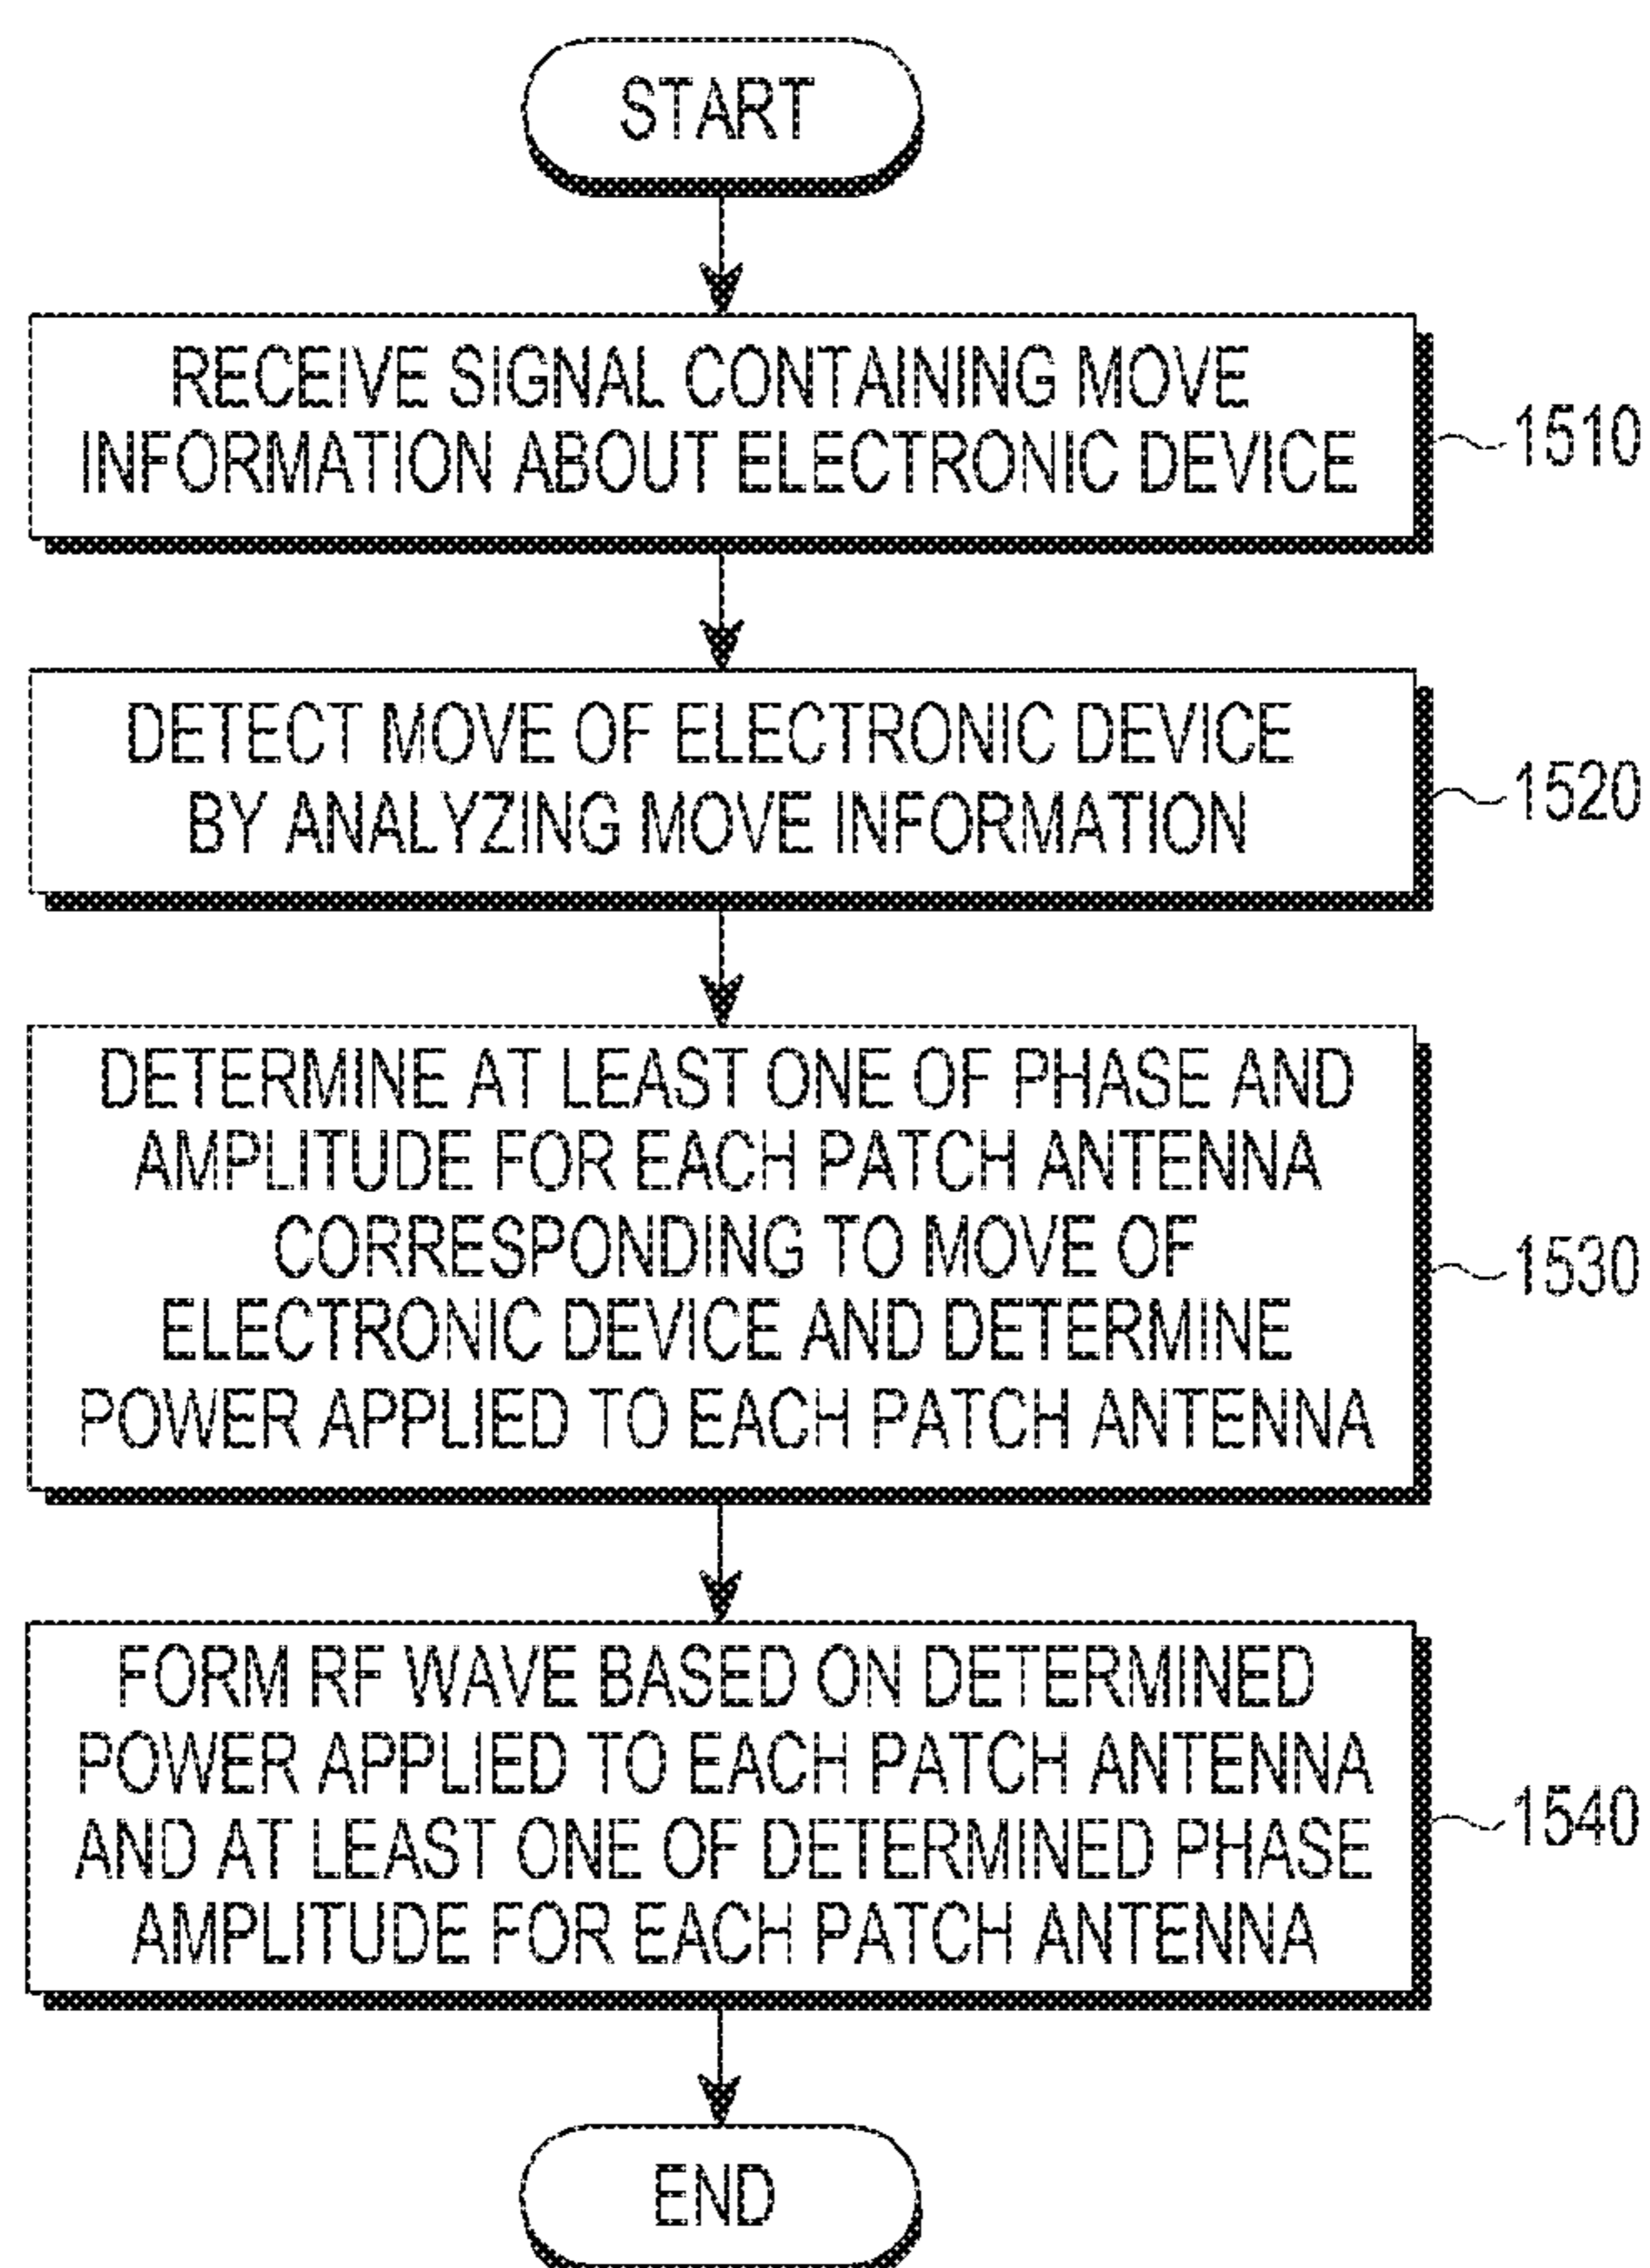 START
RECEIVE SIGNAL CONTAINING MOVE
INFORMATION ABOUT ELECTRONIC DEVICE
1510
DETECT MOVE OF ELECTRONIC DEVICE
BY ANALYZING MOVE INFORMATION
1520
DETERMINE AT LEAST ONE OF PHASE AND
AMPLITUDE FOR EACH PATCH ANTENNA
CORRESPONDING TO MOVE OF
ELECTRONIC DEVICE AND DETERMINE
POWER APPLIED TO EACH PATCH ANTENNA
1530
FORM RF WAVE BASED ON DETERMINED
POWER APPLIED TO EACH PATCH ANTENNA
AND AT LEAST ONE OF DETERMINED PHASE
AMPLITUDE FOR EACH PATCH ANTENNA
1540
END